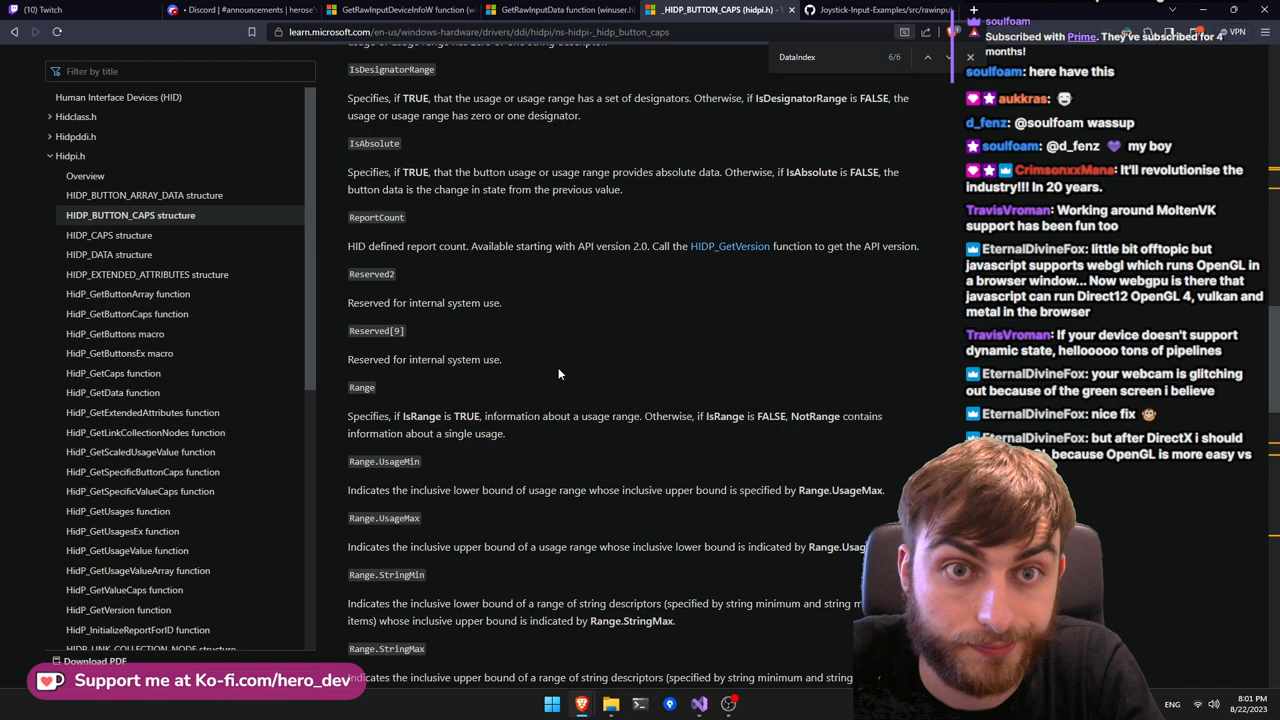 Twitch
Discord | #announcements | herose's
GetRawInputDeviceInfoW function (w
GetRawInputData function (winuser.h
_HIDP_BUTTON_CAPS (hidpi.h)
Joystick-Input-Examples/src/rawinpu
learn.microsoft.com/en-us/windows-hardware/drivers/ddi/hidpi/ns-hidpi-_hidp_button_caps
VPN
DataIndex
6/6
Filter by title
Human Interface Devices (HID)
Hidclass.h
Hidpddi.h
Hidpi.h
Overview
HIDP_BUTTON_ARRAY_DATA structure
HIDP_BUTTON_CAPS structure
HIDP_CAPS structure
HIDP_DATA structure
HIDP_EXTENDED_ATTRIBUTES structure
HidP_GetButtonArray function
HidP_GetButtonCaps function
HidP_GetButtons macro
HidP_GetButtonsEx macro
HidP_GetCaps function
HidP_GetData function
HidP_GetExtendedAttributes function
HidP_GetLinkCollectionNodes function
HidP_GetScaledUsageValue function
HidP_GetSpecificButtonCaps function
HidP_GetSpecificValueCaps function
HidP_GetUsages function
HidP_GetUsagesEx function
HidP_GetUsageValue function
HidP_GetUsageValueArray function
HidP_GetValueCaps function
HidP_GetVersion function
HidP_InitializeReportForID function
HIDP_LINK_COLLECTION_NODE structure
Download PDF
IsDesignatorRange
Specifies, if TRUE, that the usage or usage range has a set of designators. Otherwise, if IsDesignatorRange is FALSE, the
usage or usage range has zero or one designator.
IsAbsolute
Specifies, if TRUE, that the button usage or usage range provides absolute data. Otherwise, if IsAbsolute is FALSE, the
button data is the change in state from the previous value.
ReportCount
HID defined report count. Available starting with API version 2.0. Call the HIDP_GetVersion function to get the API version.
Reserved2
Reserved for internal system use.
Reserved[9]
Reserved for internal system use.
Range
Specifies, if IsRange is TRUE, information about a usage range. Otherwise, if IsRange is FALSE, NotRange contains
information about a single usage.
Range.UsageMin
Indicates the inclusive lower bound of usage range whose inclusive upper bound is specified by Range.UsageMax.
Range.UsageMax
Indicates the inclusive upper bound of a usage range whose inclusive lower bound is indicated by Range.Usag
Range.StringMin
Indicates the inclusive lower bound of a range of string descriptors (specified by string minimum and string m
items) whose inclusive upper bound is indicated by Range.StringMax.
Range.StringMax
Indicates the inclusive upper bound of a range of string descriptors (specified by string minimum and string
soulfoam
Subscribed with Prime. They've subscribed for 4
months!
soulfoam: here have this
aukkras:
d_fenz: @soulfoam wassup
soulfoam: @d_fenz 💜 my boy
CrimsonxxMana: It'll revolutionise the
industry!!! In 20 years.
TravisVroman: Working around MoltenVK
support has been fun too
EternalDivineFox: little bit offtopic but
javascript supports webgl which runs OpenGL in
a browser window... Now webgpu is there that
javascript can run Direct12 OpenGL 4, vulkan and
metal in the browser
TravisVroman: If your device doesn't support
dynamic state, hellooooo tons of pipelines
EternalDivineFox: your webcam is glitching
out because of the green screen i believe
EternalDivineFox: nice fix
EternalDivineFox: but after DirectX i should
because OpenGL is more easy vs
Support me at Ko-fi.com/hero_dev
ENG
8:01 PM
8/22/2023